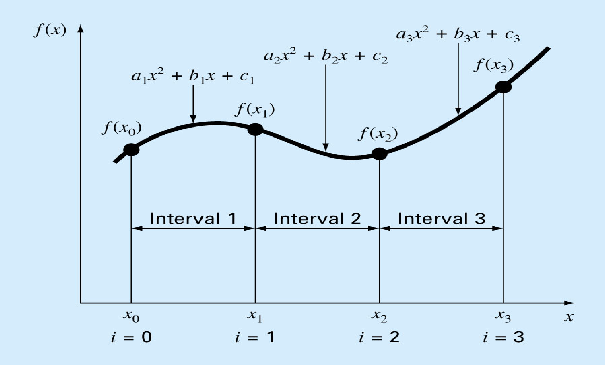 f(x)
a₃x² + b₃x + c₃
a₂x² + b₂x + c₂
f(x₃)
a₁x² + b₁x + c₁
f(x₁)
f(x₀)
f(x₂)
Interval 1
Interval 2
Interval 3
x₀ x₁ x₂ x₃ x
i = 0 i = 1 i = 2 i = 3